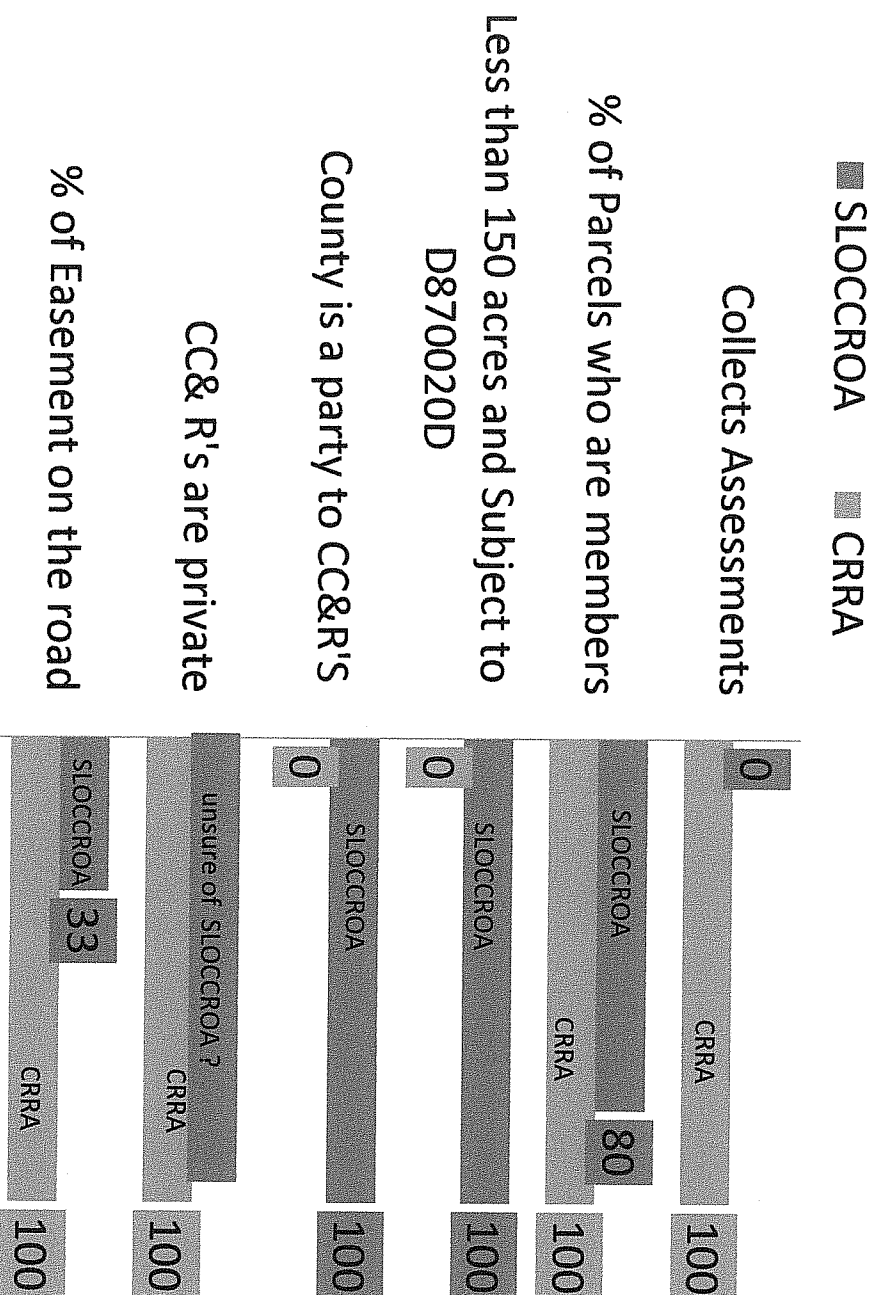 SLOCCROA CRRA
Collects Assessments
0
CRRA 100
% of Parcels who are members
SLOCCROA 80
CRRA 100
Less than 150 acres and Subject to
D870020D
SLOCCROA 100
0
County is a party to CC&R'S
SLOCCROA 100
0
CC& R's are private
unsure of SLOCCROA ?
CRRA 100
% of Easement on the road
SLOCCROA 33
CRRA 100